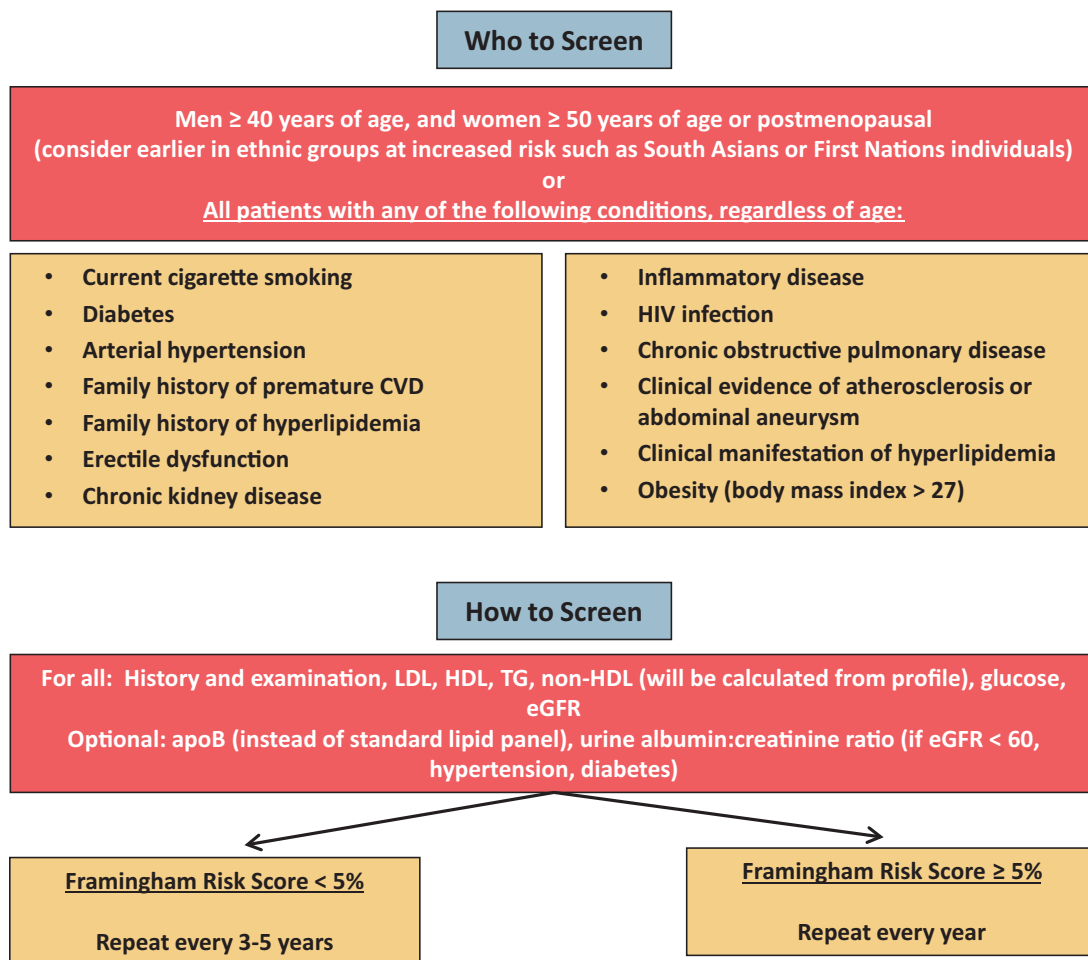 Who to Screen
Men ≥ 40 years of age, and women ≥ 50 years of age or postmenopausal
(consider earlier in ethnic groups at increased risk such as South Asians or First Nations individuals)
or
All patients with any of the following conditions, regardless of age:
• Current cigarette smoking
• Diabetes
• Arterial hypertension
• Family history of premature CVD
• Family history of hyperlipidemia
• Erectile dysfunction
• Chronic kidney disease
• Inflammatory disease
• HIV infection
• Chronic obstructive pulmonary disease
• Clinical evidence of atherosclerosis or
abdominal aneurysm
• Clinical manifestation of hyperlipidemia
• Obesity (body mass index > 27)
How to Screen
For all: History and examination, LDL, HDL, TG, non-HDL (will be calculated from profile), glucose,
eGFR
Optional: apoB (instead of standard lipid panel), urine albumin:creatinine ratio (if eGFR < 60,
hypertension, diabetes)
Framingham Risk Score < 5%
Repeat every 3-5 years
Framingham Risk Score ≥ 5%
Repeat every year